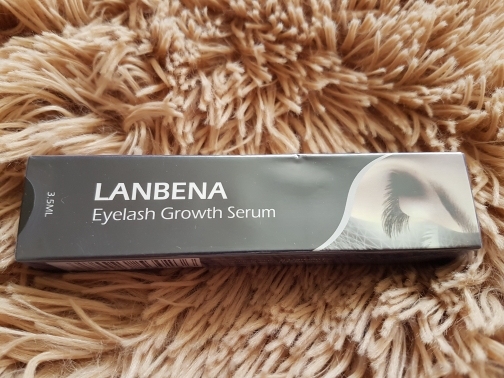 LANBENA
Eyelash Growth Serum
3.5ML